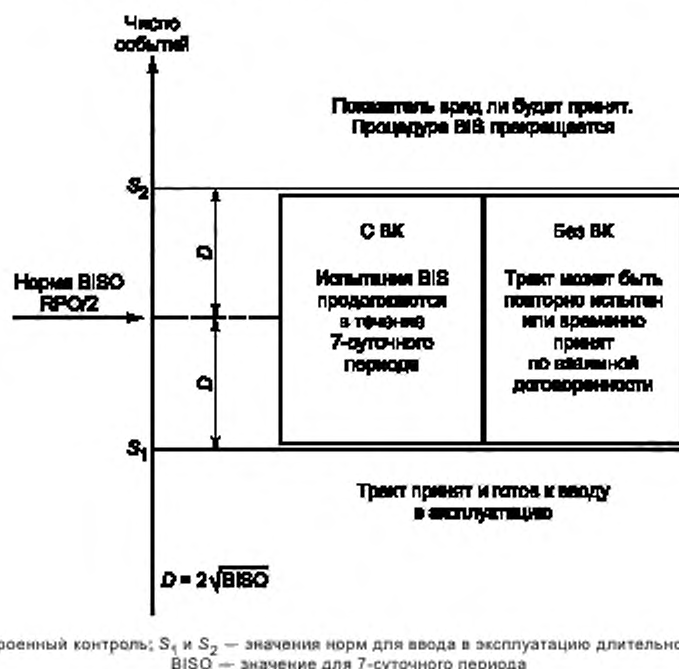 Число
событий
Показатель вряд ли будет принят.
Процедура BIS прекращается
S₂
D
С ВК
Без ВК
Норма BISO
RPO/2
Испытания BIS
продолжаются
в течение
7-суточного
периода
Тракт может быть
повторно испытан
или временно
принят
по взаимной
договоренности
D
S₁
Тракт принят и готов к вводу
в эксплуатацию
D = 2√BISO
роенный контроль; S₁ и S₂ — значения норм для ввода в эксплуатацию
BISO — значение для 7-суточного периода